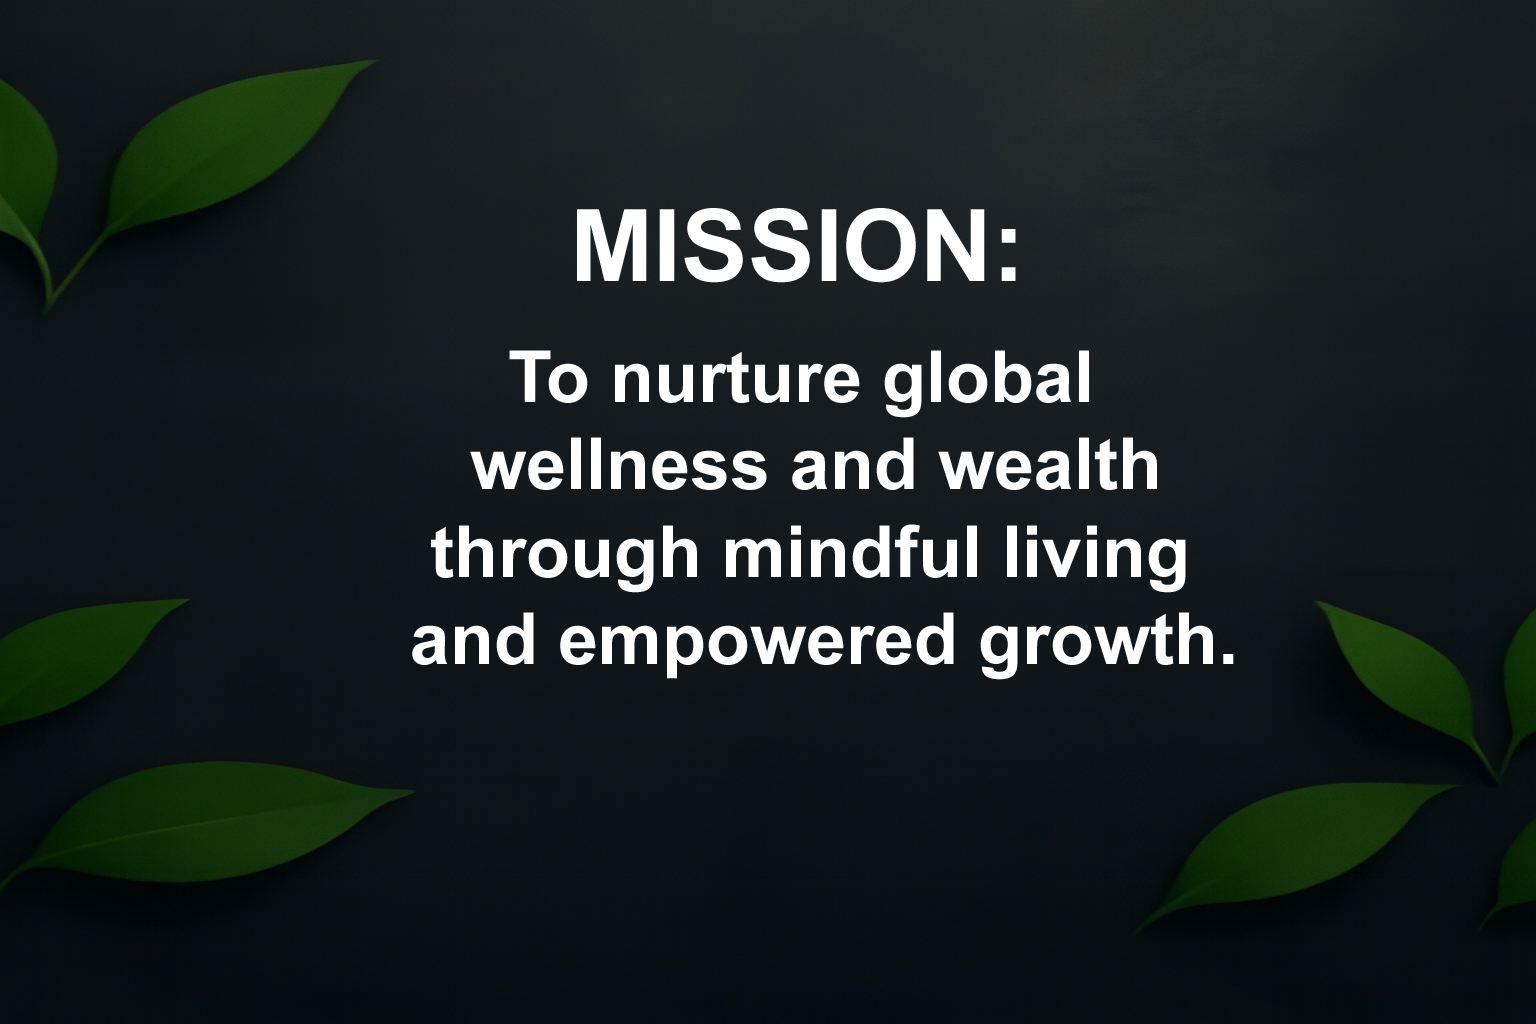 MISSION:
To nurture global
wellness and wealth
through mindful living
and empowered growth.